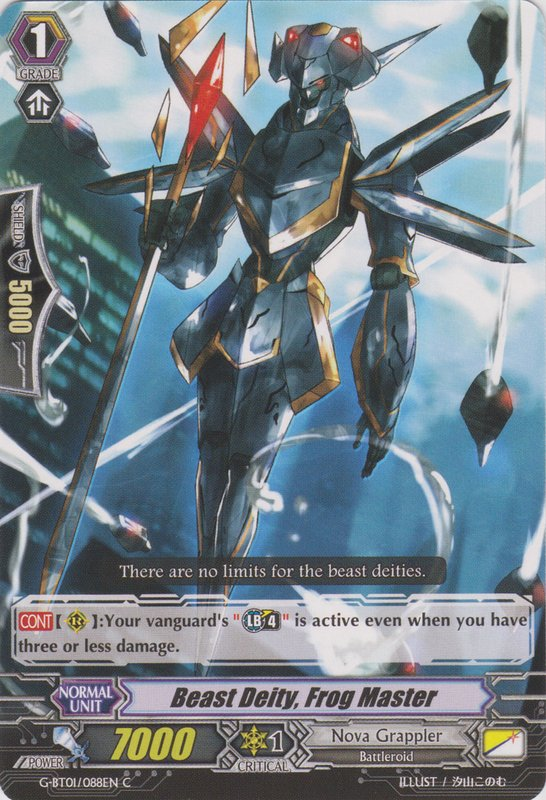 1
GRADE
SHIELD
5000
There are no limits for the beast deities.
CONT【Ⓡ】:Your vanguard's "LB4" is active even when you have
three or less damage.
NORMAL
UNIT
Beast Deity, Frog Master
POWER
7000
1
CRITICAL
Nova Grappler
Battleroid
G-BT01/088EN C
ILLUST / 汐山このむ